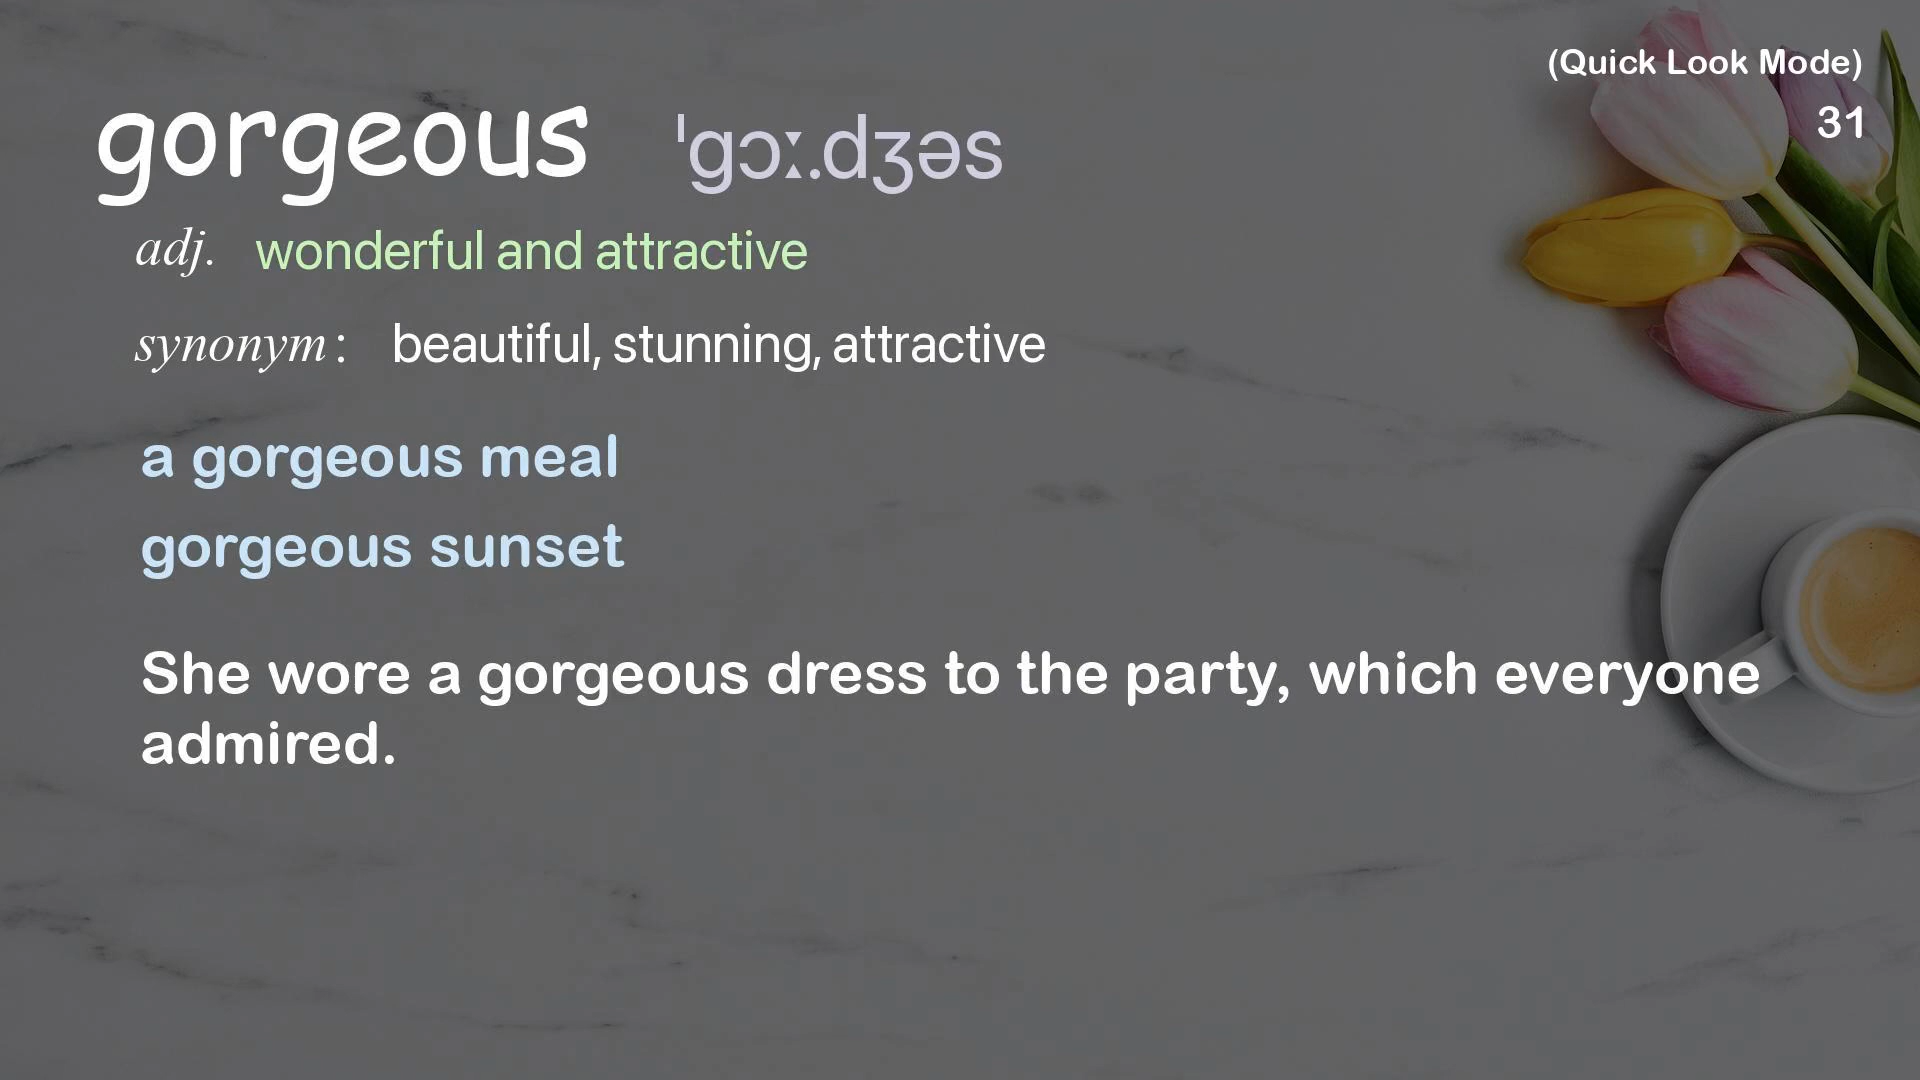 (Quick Look Mode)
31
gorgeous ˈgɔː.dʒəs
adj. wonderful and attractive
synonym: beautiful, stunning, attractive
a gorgeous meal
gorgeous sunset
She wore a gorgeous dress to the party, which everyone
admired.